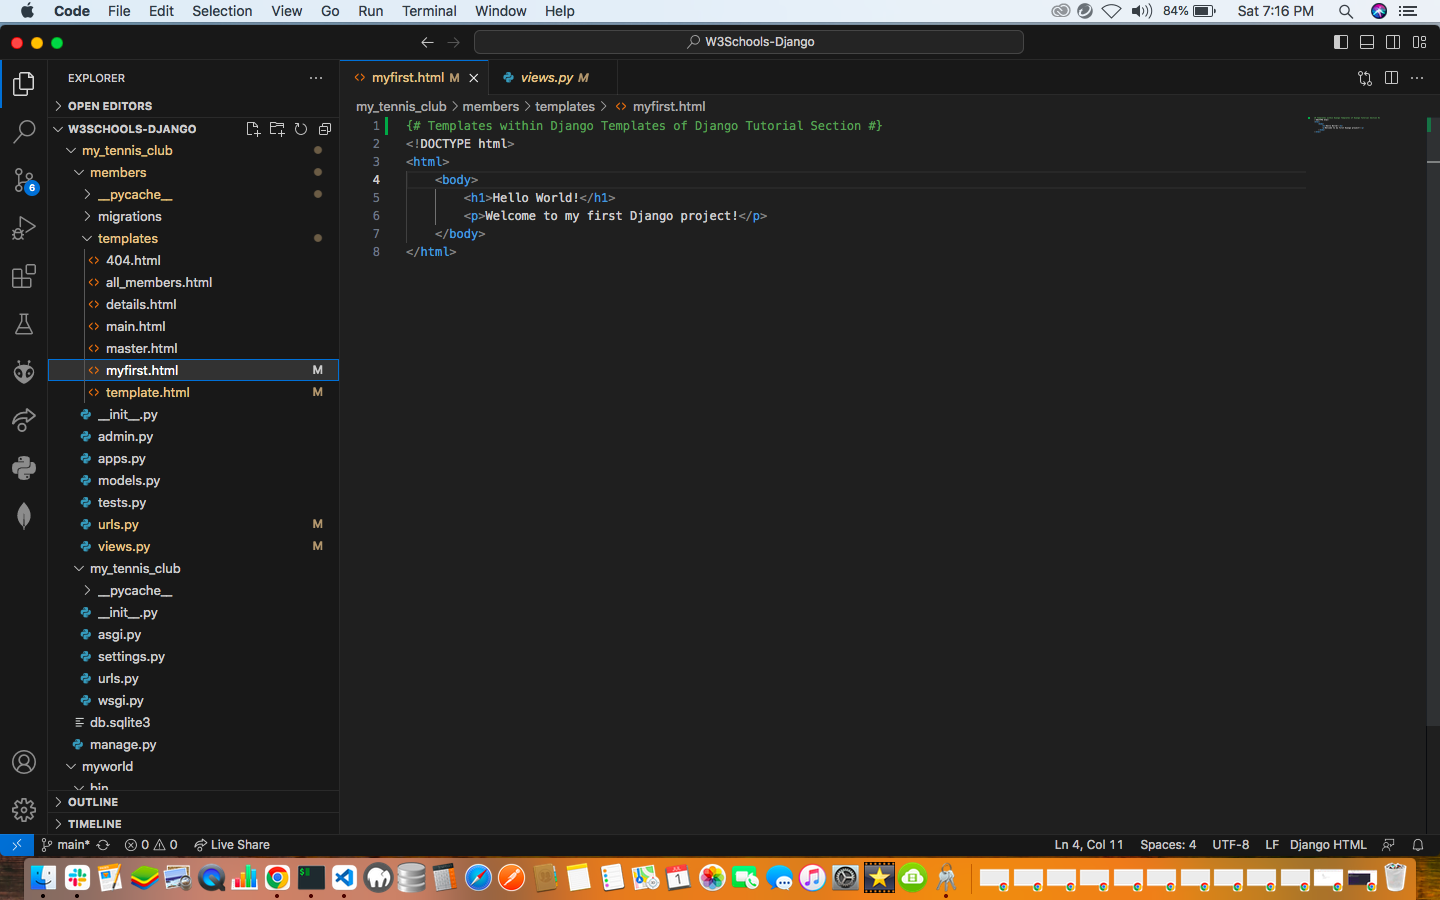 Code File Edit Selection View Go Run Terminal Window Help 84% Sat 7:16 PM
W3Schools-Django
EXPLORER
OPEN EDITORS
W3SCHOOLS-DJANGO
my_tennis_club
members
__pycache__
migrations
templates
404.html
all_members.html
details.html
main.html
master.html
myfirst.html M
template.html M
__init__.py
admin.py
apps.py
models.py
tests.py
urls.py M
views.py M
my_tennis_club
__pycache__
__init__.py
asgi.py
settings.py
urls.py
wsgi.py
db.sqlite3
manage.py
myworld
bin
OUTLINE
TIMELINE
6
myfirst.html M views.py M
my_tennis_club > members > templates > myfirst.html
1 {# Templates within Django Templates of Django Tutorial Section #}
2 <!DOCTYPE html>
3 <html>
4 <body>
5 <h1>Hello World!</h1>
6 <p>Welcome to my first Django project!</p>
7 </body>
8 </html>
main* 0 0 Live Share Ln 4, Col 11 Spaces: 4 UTF-8 LF Django HTML
1